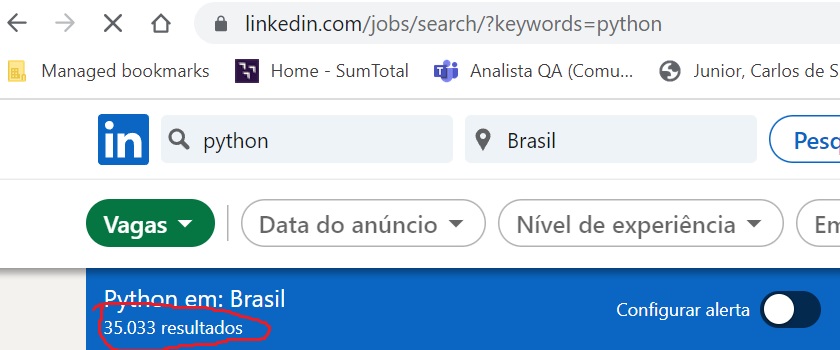 linkedin.com/jobs/search/?keywords=python
Managed bookmarks Home - SumTotal Analista QA (Comu... Junior, Carlos de S
in python Brasil Pesq
Vagas Data do anúncio Nível de experiência Em
Python em: Brasil
35.033 resultados
Configurar alerta